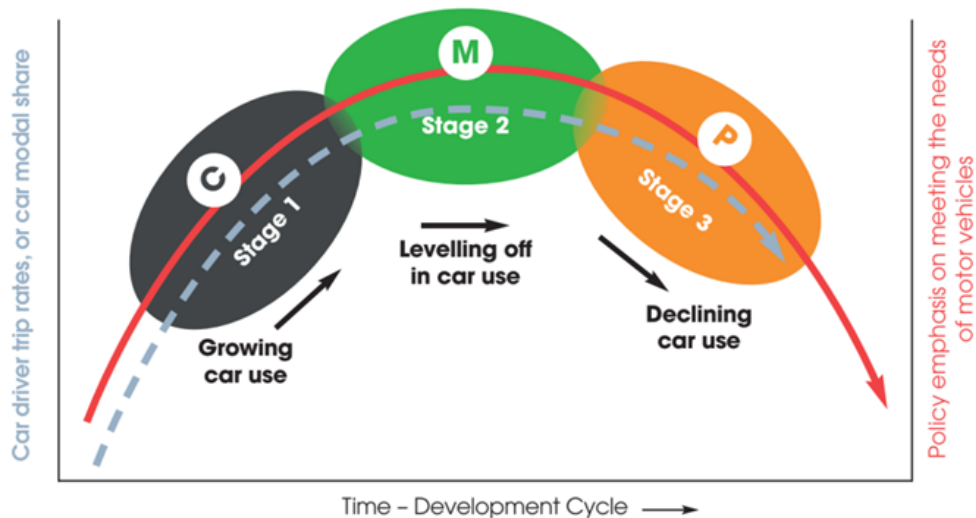 Car driver trip rates, or car modal share
C
Stage 1
M
Stage 2
P
Stage 3
Growing
car use
Levelling off
in car use
Declining
car use
Policy emphasis on meeting the needs
of motor vehicles
Time – Development Cycle